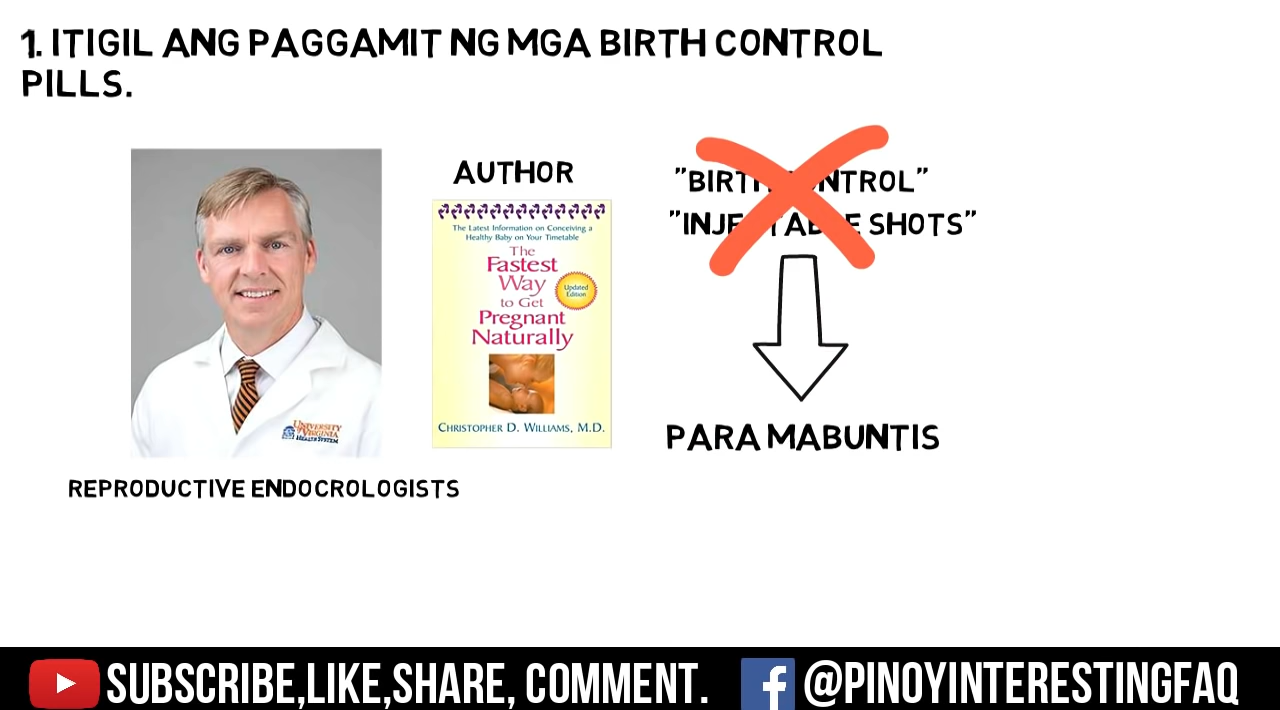 1. ITIGIL ANG PAGGAMIT NG MGA BIRTH CONTROL
PILLS.
AUTHOR
The Latest Information on Conceiving a
Healthy Baby on Your Timetable
The
Fastest
Way
to Get
Pregnant
Naturally
Updated
Edition
CHRISTOPHER D. WILLIAMS, M.D.
UNIVERSITY
of VIRGINIA
HEALTH SYSTEM
REPRODUCTIVE ENDOCROLOGISTS
"BIRTH CONTROL"
"INJECTABLE SHOTS"
PARA MABUNTIS
SUBSCRIBE,LIKE,SHARE, COMMENT.
@PINOYINTERESTINGFAQ